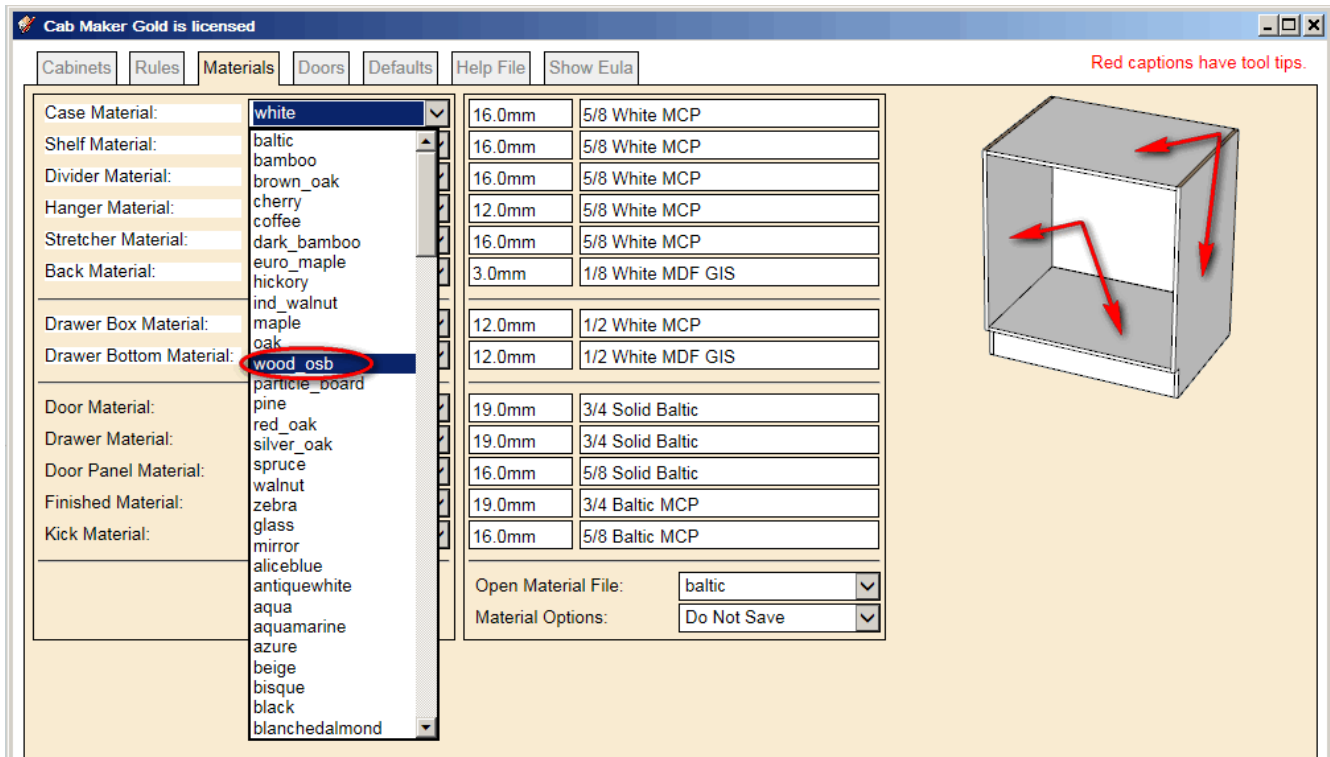 Cab Maker Gold is licensed
Cabinets Rules Materials Doors Defaults Help File Show Eula
Red captions have tool tips.
Case Material: white 16.0mm 5/8 White MCP
Shelf Material: 16.0mm 5/8 White MCP
Divider Material: 16.0mm 5/8 White MCP
Hanger Material: 12.0mm 5/8 White MCP
Stretcher Material: 16.0mm 5/8 White MCP
Back Material: 3.0mm 1/8 White MDF GIS
Drawer Box Material: 12.0mm 1/2 White MCP
Drawer Bottom Material: 12.0mm 1/2 White MDF GIS
Door Material: 19.0mm 3/4 Solid Baltic
Drawer Material: 19.0mm 3/4 Solid Baltic
Door Panel Material: 16.0mm 5/8 Solid Baltic
Finished Material: 19.0mm 3/4 Baltic MCP
Kick Material: 16.0mm 5/8 Baltic MCP
baltic
bamboo
brown_oak
cherry
coffee
dark_bamboo
euro_maple
hickory
ind_walnut
maple
oak
wood_osb
particle_board
pine
red_oak
silver_oak
spruce
walnut
zebra
glass
mirror
aliceblue
antiquewhite
aqua
aquamarine
azure
beige
bisque
black
blanchedalmond
Open Material File: baltic
Material Options: Do Not Save